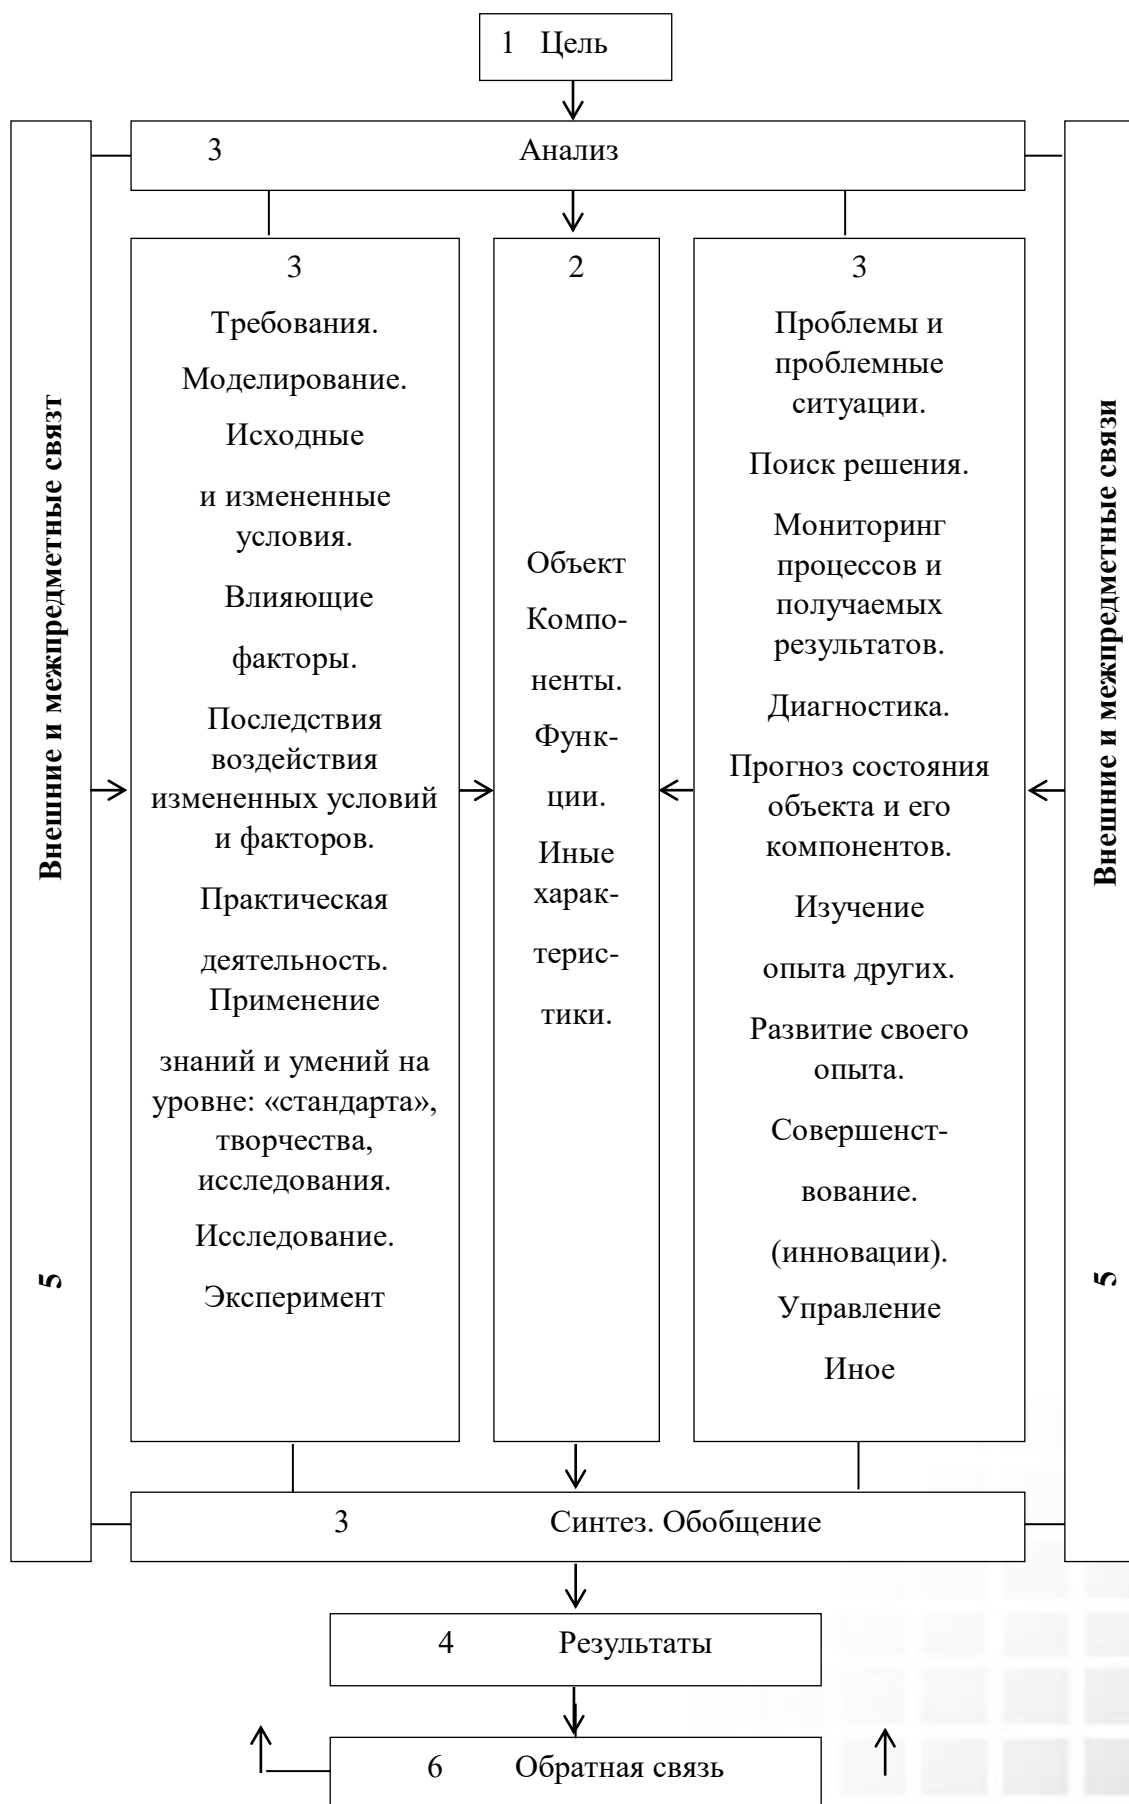 1 Цель
3 Анализ
Внешние и межпредметные связт
5
3
Требования.
Моделирование.
Исходные
и измененные
условия.
Влияющие
факторы.
Последствия
воздействия
измененных условий
и факторов.
Практическая
деятельность.
Применение
знаний и умений на
уровне: «стандарта»,
творчества,
исследования.
Исследование.
Эксперимент
2
Объект
Компо-
ненты.
Функ-
ции.
Иные
харак-
терис-
тики.
3
Проблемы и
проблемные
ситуации.
Поиск решения.
Мониторинг
процессов и
получаемых
результатов.
Диагностика.
Прогноз состояния
объекта и его
компонентов.
Изучение
опыта других.
Развитие своего
опыта.
Совершенст-
вование.
(инновации).
Управление
Иное
Внешние и межпредметные связи
5
3 Синтез. Обобщение
4 Результаты
6 Обратная связь